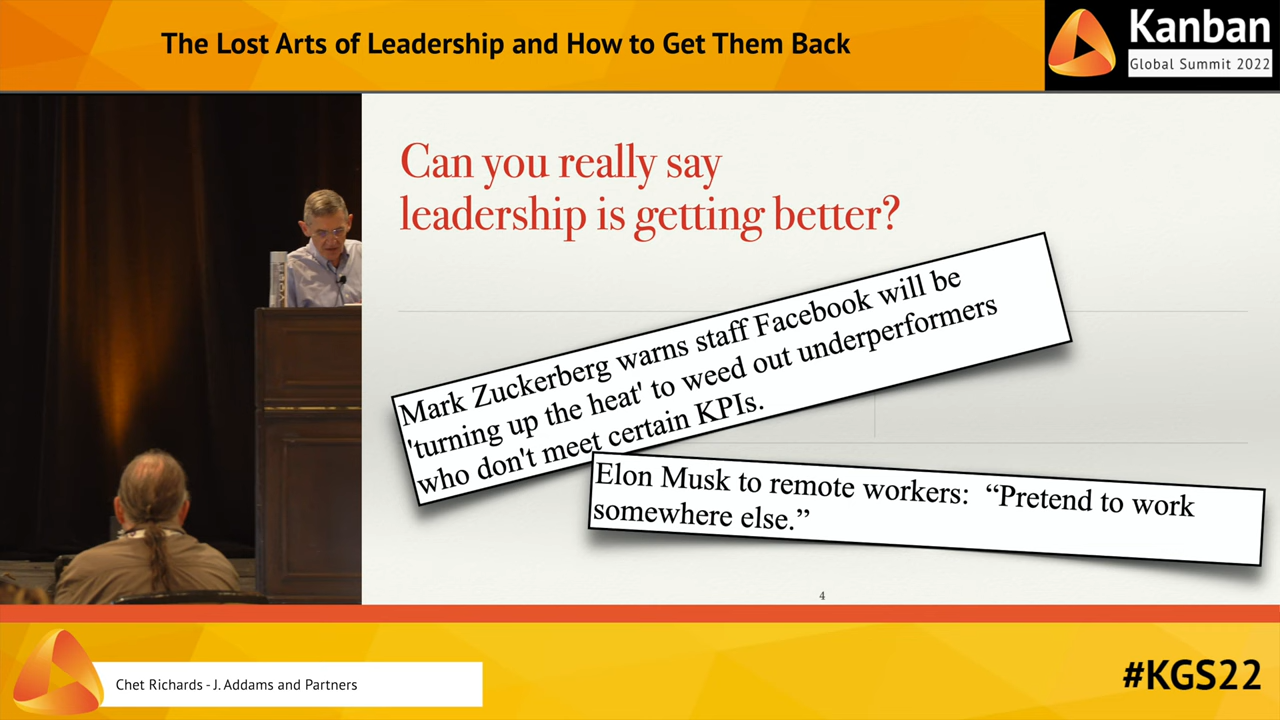 The Lost Arts of Leadership and How to Get Them Back
Kanban
Global Summit 2022
Can you really say
leadership is getting better?
Mark Zuckerberg warns staff Facebook will be
'turning up the heat' to weed out underperformers
who don't meet certain KPIs.
Elon Musk to remote workers: “Pretend to work
somewhere else.”
4
Chet Richards - J. Addams and Partners
#KGS22